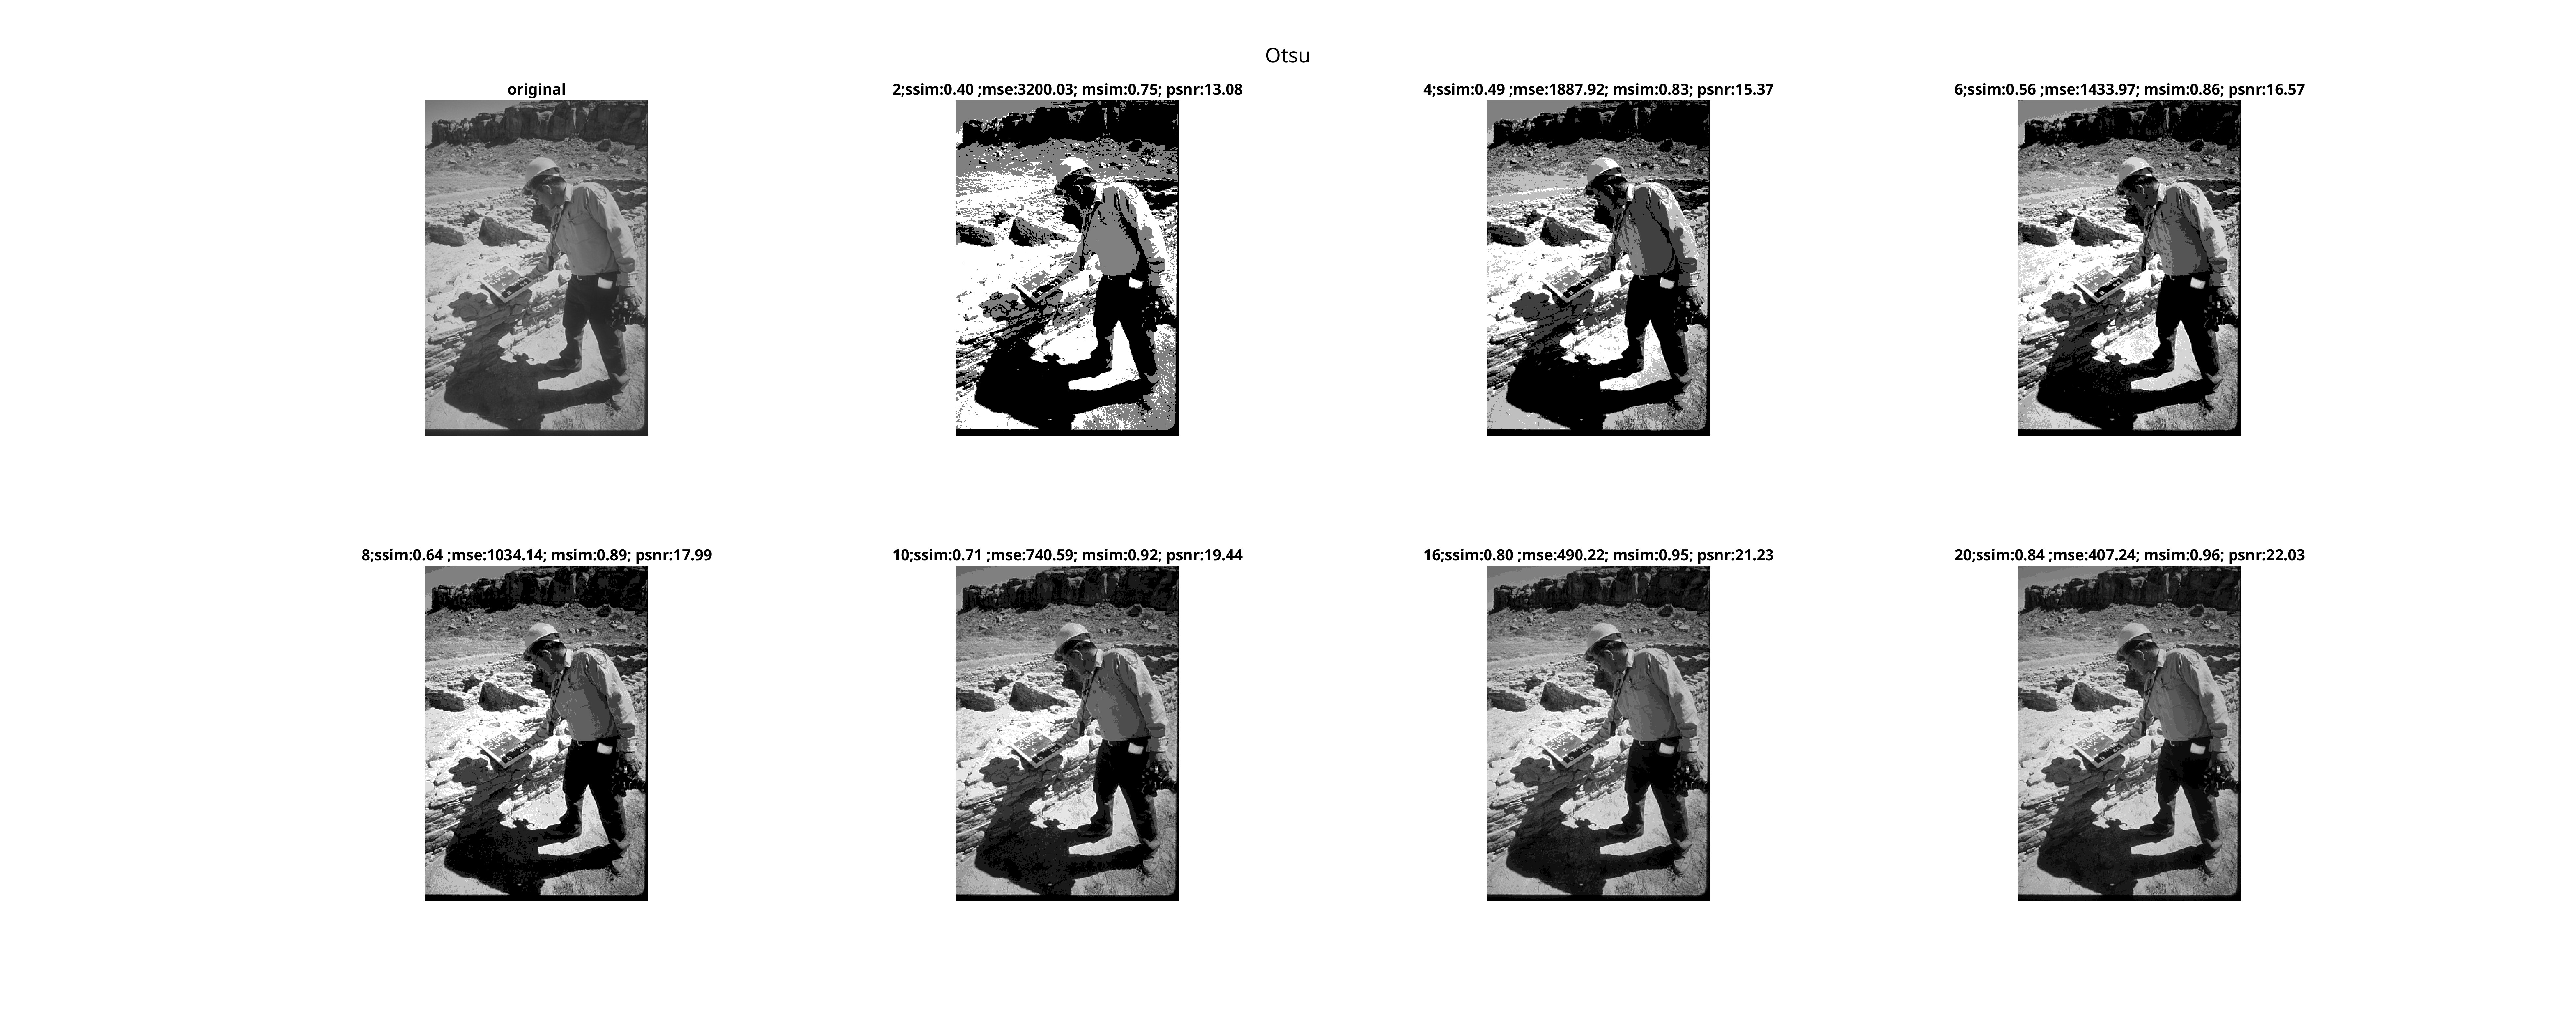 Otsu
original
2;ssim:0.40 ;mse:3200.03; msim:0.75; psnr:13.08
4;ssim:0.49 ;mse:1887.92; msim:0.83; psnr:15.37
6;ssim:0.56 ;mse:1433.97; msim:0.86; psnr:16.57
8;ssim:0.64 ;mse:1034.14; msim:0.89; psnr:17.99
10;ssim:0.71 ;mse:740.59; msim:0.92; psnr:19.44
16;ssim:0.80 ;mse:490.22; msim:0.95; psnr:21.23
20;ssim:0.84 ;mse:407.24; msim:0.96; psnr:22.03